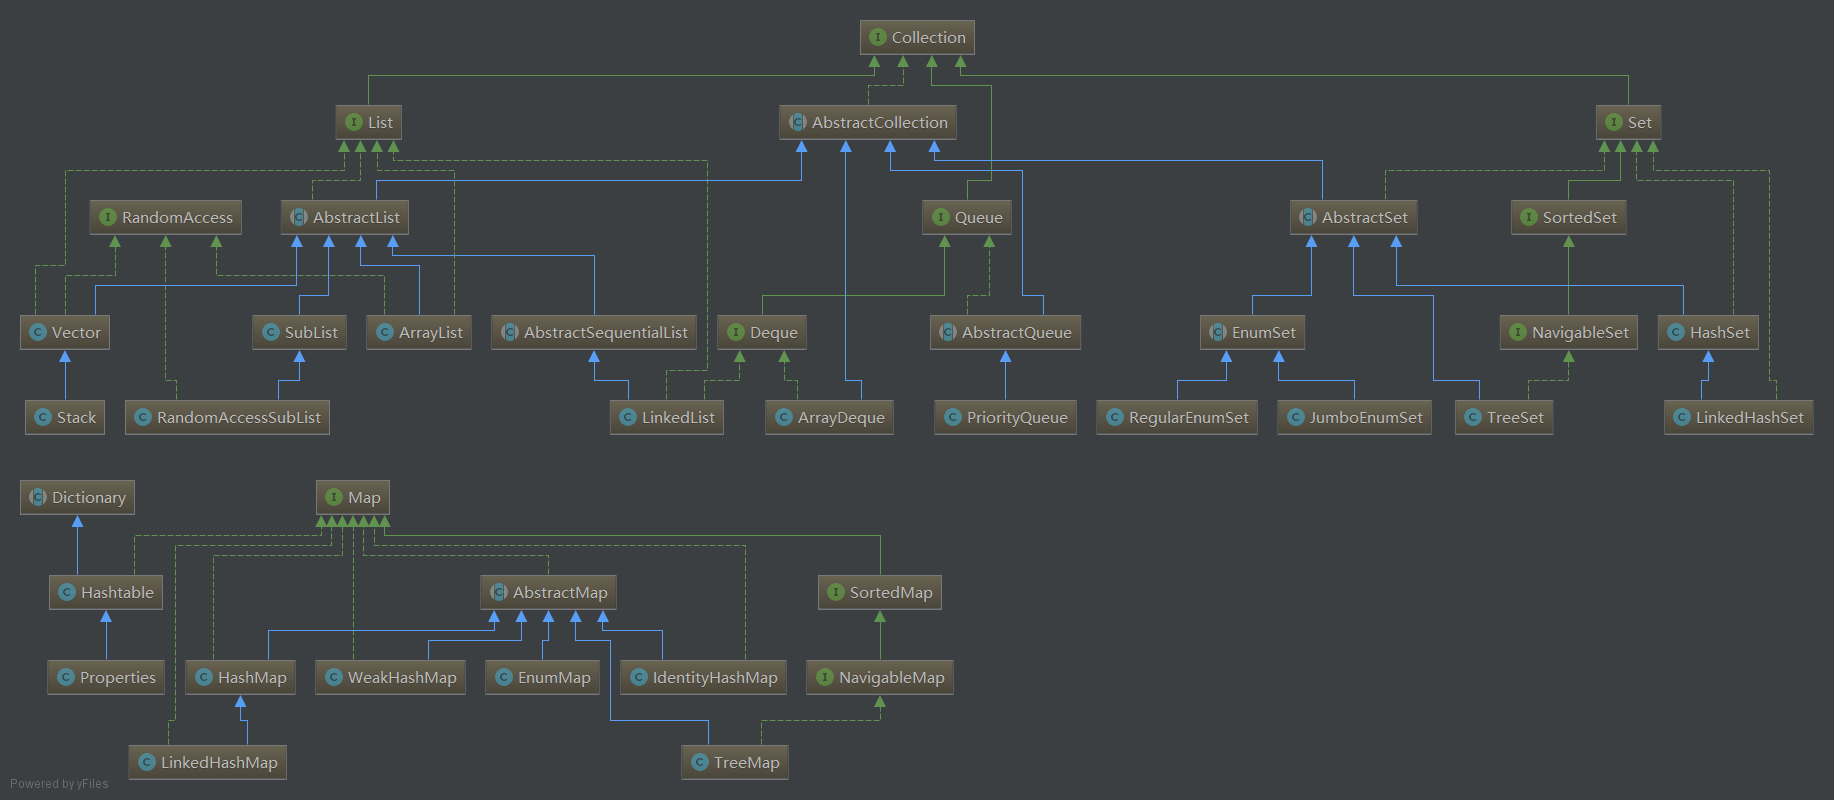 I Collection
I List
C AbstractCollection
I Set
I RandomAccess
C AbstractList
I Queue
C AbstractSet
I SortedSet
C Vector
C SubList
C ArrayList
C AbstractSequentialList
I Deque
C AbstractQueue
C EnumSet
I NavigableSet
C HashSet
C Stack
C RandomAccessSubList
C LinkedList
C ArrayDeque
C PriorityQueue
C RegularEnumSet
C JumboEnumSet
C TreeSet
C LinkedHashSet
C Dictionary
I Map
C Hashtable
C AbstractMap
I SortedMap
C Properties
C HashMap
C WeakHashMap
C EnumMap
C IdentityHashMap
I NavigableMap
C LinkedHashMap
C TreeMap
Powered by yFiles